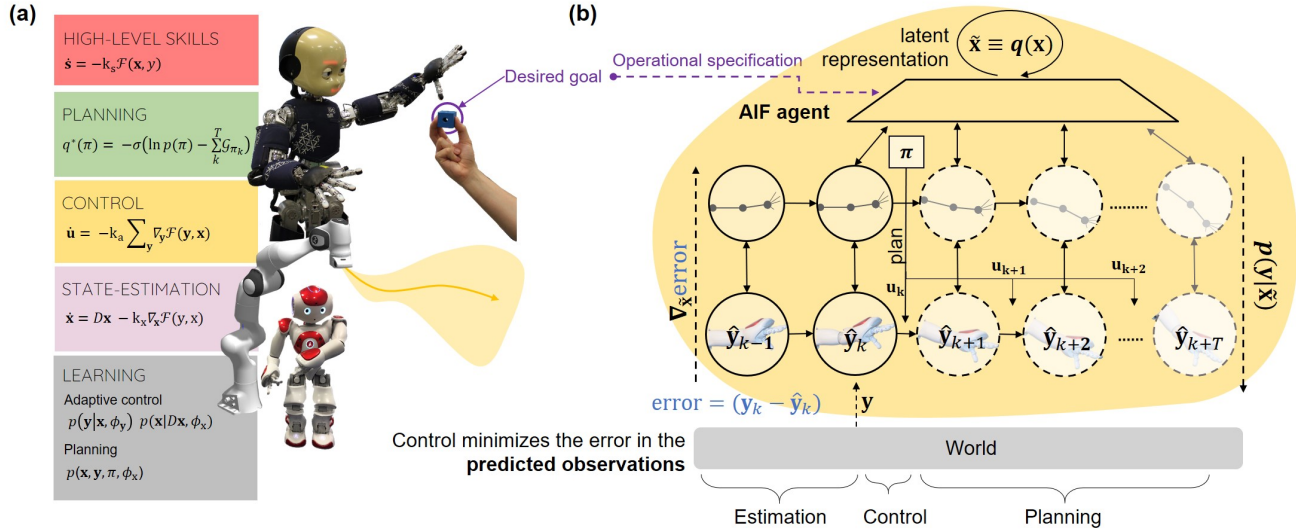 (a)
HIGH-LEVEL SKILLS
ṡ = −k_s ℱ(x, y)
PLANNING
q*(π) = −σ(ln p(π) − ∑_k^T 𝒢_{π_k})
CONTROL
u̇ = −k_a ∑_y ∇_y ℱ(y, x)
STATE-ESTIMATION
ẋ = Dx − k_x ∇_x ℱ(y, x)
LEARNING
Adaptive control
p(y|x, ϕ_y) p(x|Dx, ϕ_x)
Planning
p(x, y, π, ϕ_x)
Desired goal
(b)
Operational specification
latent
representation
x̃ ≡ q(x)
AIF agent
π
plan
u_k
u_{k+1}
u_{k+2}
........
∇_x̃ error
p(y|x̃)
ŷ_{k−1}
ŷ_k
ŷ_{k+1}
ŷ_{k+2}
......
ŷ_{k+T}
error = (y_k − ŷ_k)
y
Control minimizes the error in the
predicted observations
World
Estimation
Control
Planning